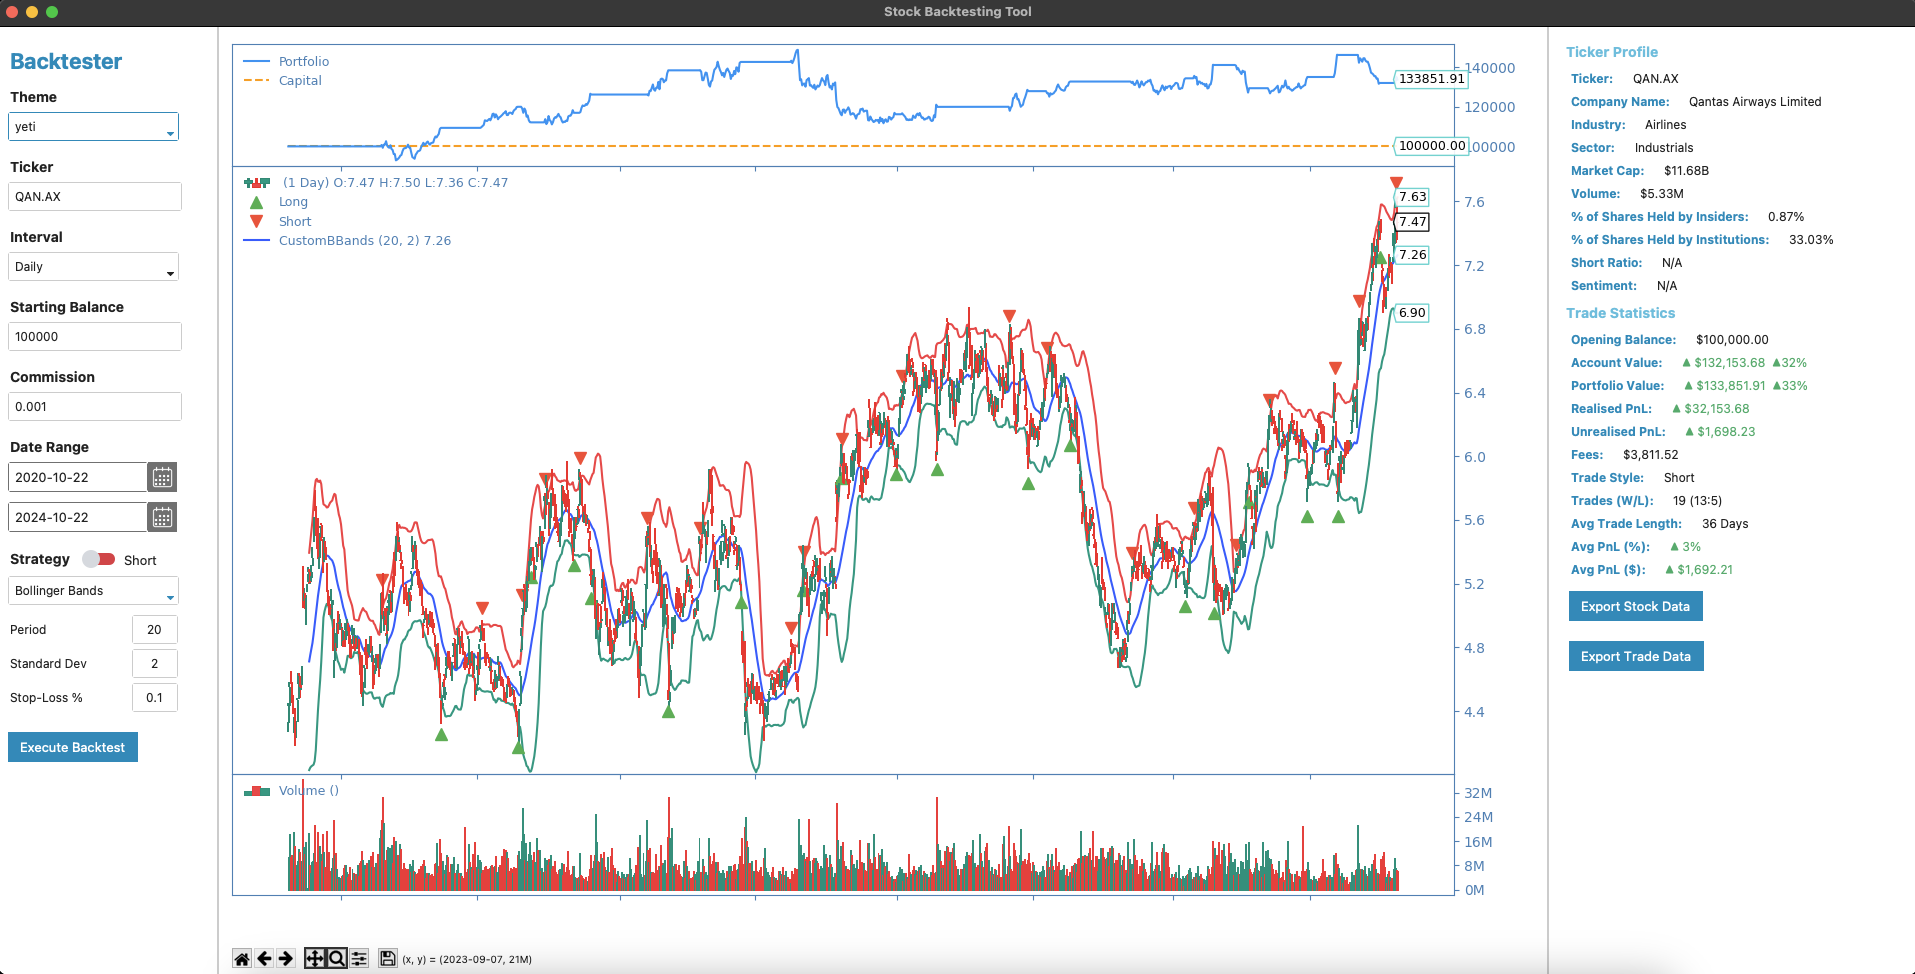 Stock Backtesting Tool
Backtester
Theme
yeti
Ticker
QAN.AX
Interval
Daily
Starting Balance
100000
Commission
0.001
Date Range
2020-10-22
2024-10-22
Strategy Short
Bollinger Bands
Period 20
Standard Dev 2
Stop-Loss % 0.1
Execute Backtest
Portfolio
Capital
140000
133851.91
120000
100000.00
100000
(1 Day) O:7.47 H:7.50 L:7.36 C:7.47
Long
Short
CustomBBands (20, 2) 7.26
7.63
7.47
7.26
6.90
7.6
7.2
6.8
6.4
6.0
5.6
5.2
4.8
4.4
Volume ()
32M
24M
16M
8M
0M
(x, y) = (2023-09-07, 21M)
Ticker Profile
Ticker: QAN.AX
Company Name: Qantas Airways Limited
Industry: Airlines
Sector: Industrials
Market Cap: $11.68B
Volume: $5.33M
% of Shares Held by Insiders: 0.87%
% of Shares Held by Institutions: 33.03%
Short Ratio: N/A
Sentiment: N/A
Trade Statistics
Opening Balance: $100,000.00
Account Value: ▲ $132,153.68 ▲32%
Portfolio Value: ▲ $133,851.91 ▲33%
Realised PnL: ▲ $32,153.68
Unrealised PnL: ▲ $1,698.23
Fees: $3,811.52
Trade Style: Short
Trades (W/L): 19 (13:5)
Avg Trade Length: 36 Days
Avg PnL (%): ▲ 3%
Avg PnL ($): ▲ $1,692.21
Export Stock Data
Export Trade Data